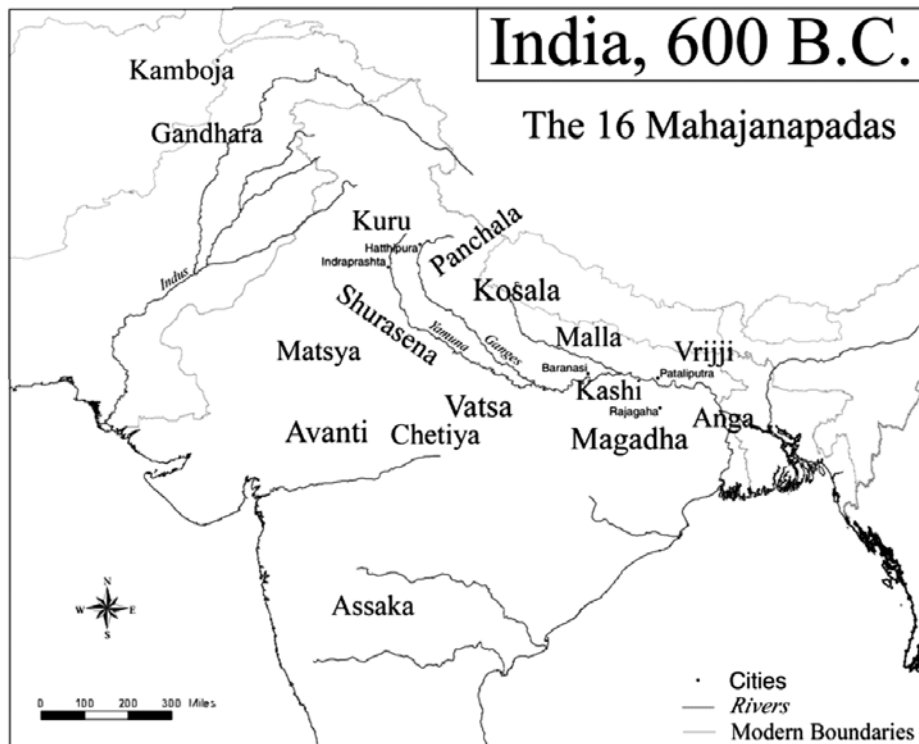 India, 600 B.C.
The 16 Mahajanapadas
Kamboja
Gandhara
Kuru
Panchala
Hatthipura
Indraprashta
Indus
Kosala
Shurasena
Yamuna
Ganges
Malla
Vrijji
Matsya
Baranasi
Pataliputra
Kashi
Rajagaha
Vatsa
Anga
Avanti
Chetiya
Magadha
Assaka
N
W E
S
0 100 200 300 Miles
Cities
Rivers
Modern Boundaries